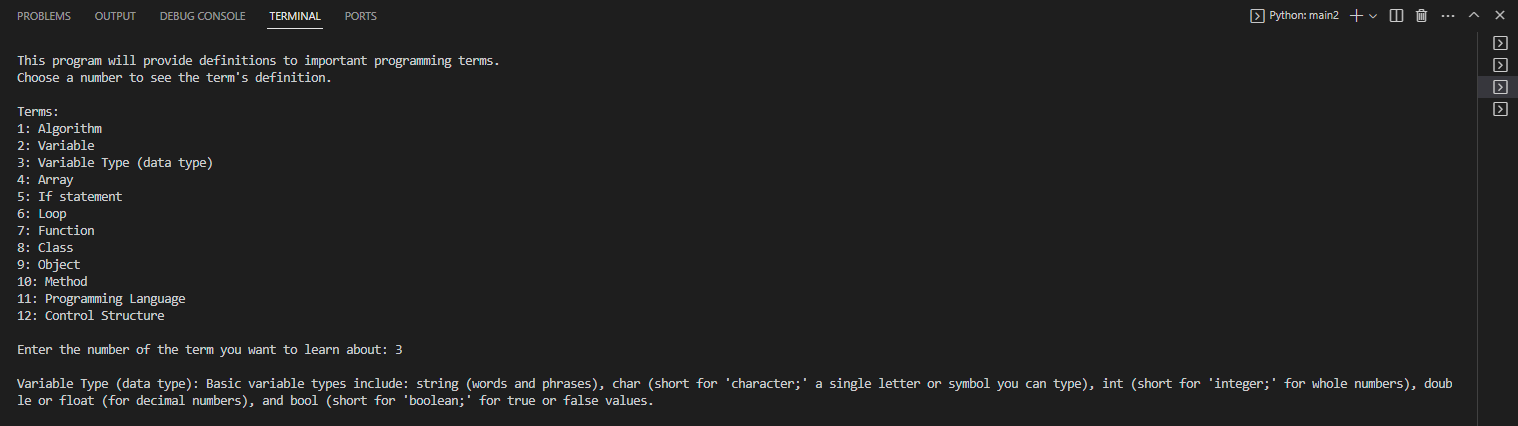 PROBLEMS OUTPUT DEBUG CONSOLE TERMINAL PORTS Python: main2
This program will provide definitions to important programming terms.
Choose a number to see the term's definition.
Terms:
1: Algorithm
2: Variable
3: Variable Type (data type)
4: Array
5: If statement
6: Loop
7: Function
8: Class
9: Object
10: Method
11: Programming Language
12: Control Structure
Enter the number of the term you want to learn about: 3
Variable Type (data type): Basic variable types include: string (words and phrases), char (short for 'character;' a single letter or symbol you can type), int (short for 'integer;' for whole numbers), doub
le or float (for decimal numbers), and bool (short for 'boolean;' for true or false values.